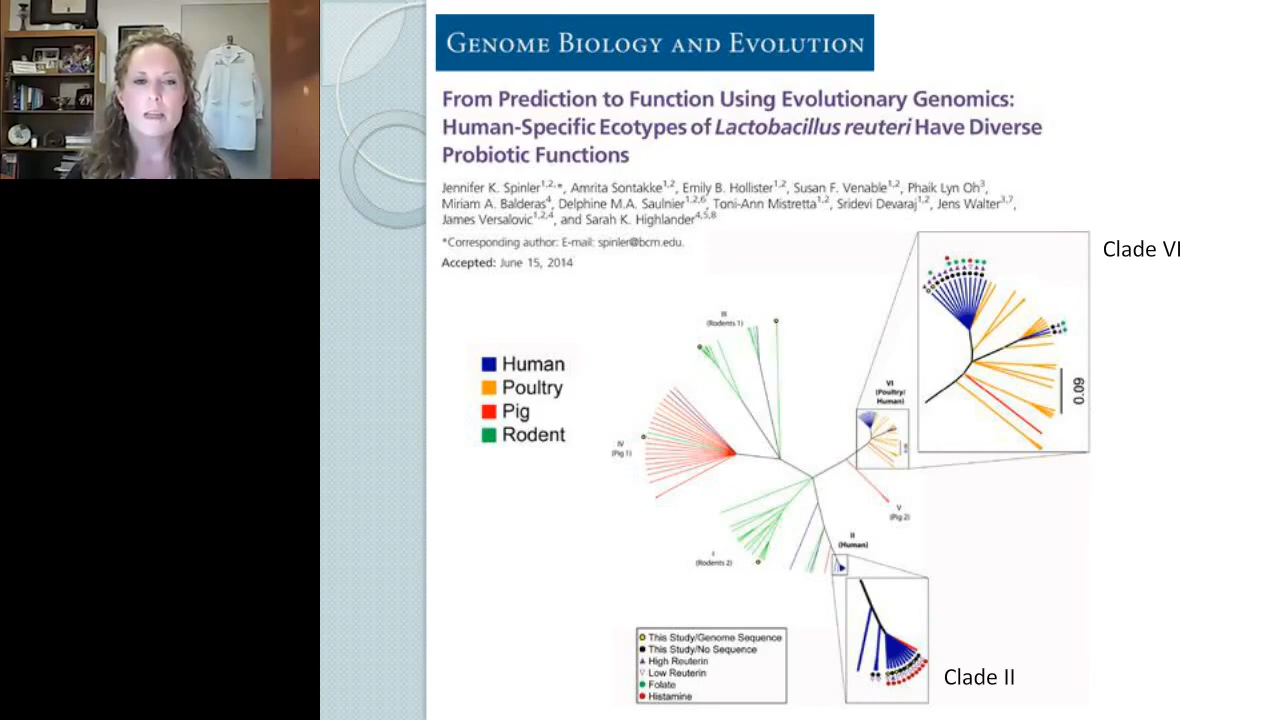 GENOME BIOLOGY AND EVOLUTION
From Prediction to Function Using Evolutionary Genomics:
Human-Specific Ecotypes of Lactobacillus reuteri Have Diverse
Probiotic Functions
Jennifer K. Spinler1,2,*, Amrita Sontakke1,2, Emily B. Hollister1,2, Susan F. Venable1,2, Phaik Lyn Oh3,
Miriam A. Balderas4, Delphine M.A. Saulnier1,2,6, Toni-Ann Mistretta1,2, Sridevi Devaraj1,2, Jens Walter3,7,
James Versalovic1,2,4, and Sarah K. Highlander4,5,8
*Corresponding author: E-mail: spinler@bcm.edu.
Accepted: June 15, 2014
Clade VI
0.09
III
(Rodents 1)
Human
Poultry
Pig
Rodent
VI
(Poultry/
Human)
IV
(Pig 1)
V
(Pig 2)
II
(Human)
I
(Rodents 2)
This Study/Genome Sequence
This Study/No Sequence
High Reuterin
Low Reuterin
Folate
Histamine
Clade II